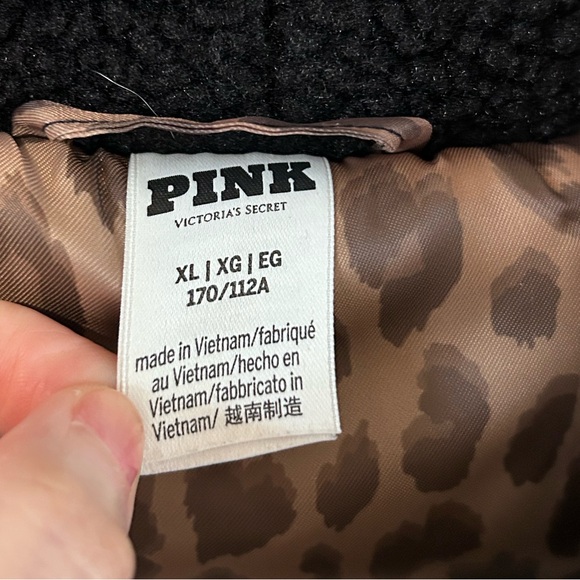 PINK
VICTORIA'S SECRET
XL | XG | EG
170/112A
made in Vietnam/fabriqué
au Vietnam/hecho en
Vietnam/fabbricato in
Vietnam/ 越南制造